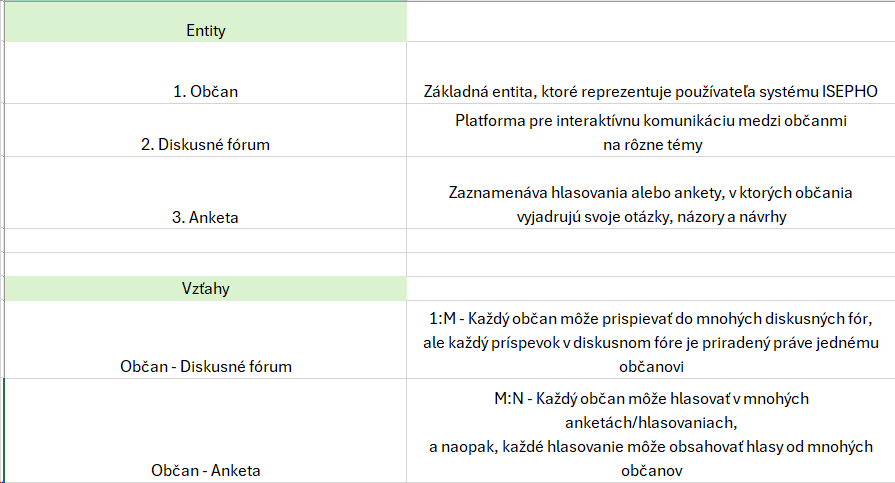 Entity
1. Občan
Základná entita, ktoré reprezentuje používateľa systému ISEPHO
2. Diskusné fórum
Platforma pre interaktívnu komunikáciu medzi občanmi
na rôzne témy
3. Anketa
Zaznamenáva hlasovania alebo ankety, v ktorých občania
vyjadrujú svoje otázky, názory a návrhy
Vzťahy
Občan - Diskusné fórum
1:M - Každý občan môže prispievať do mnohých diskusných fór,
ale každý príspevok v diskusnom fóre je priradený práve jednému
občanovi
Občan - Anketa
M:N - Každý občan môže hlasovať v mnohých
anketách/hlasovaniach,
a naopak, každé hlasovanie môže obsahovať hlasy od mnohých
občanov